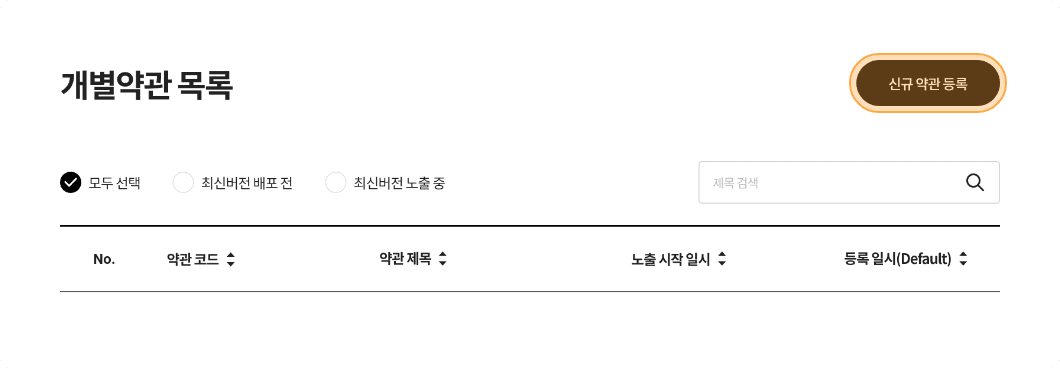 개별약관 목록
신규 약관 등록
모두 선택 최신버전 배포 전 최신버전 노출 중 제목 검색
No. 약관 코드 약관 제목 노출 시작 일시 등록 일시(Default)